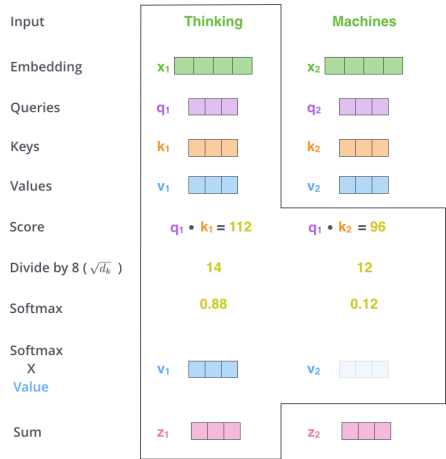 Input Thinking Machines
Embedding x₁ x₂
Queries q₁ q₂
Keys k₁ k₂
Values v₁ v₂
Score q₁ • k₁ = 112 q₁ • k₂ = 96
Divide by 8 ( √dₖ ) 14 12
Softmax 0.88 0.12
Softmax
X v₁ v₂
Value
Sum z₁ z₂